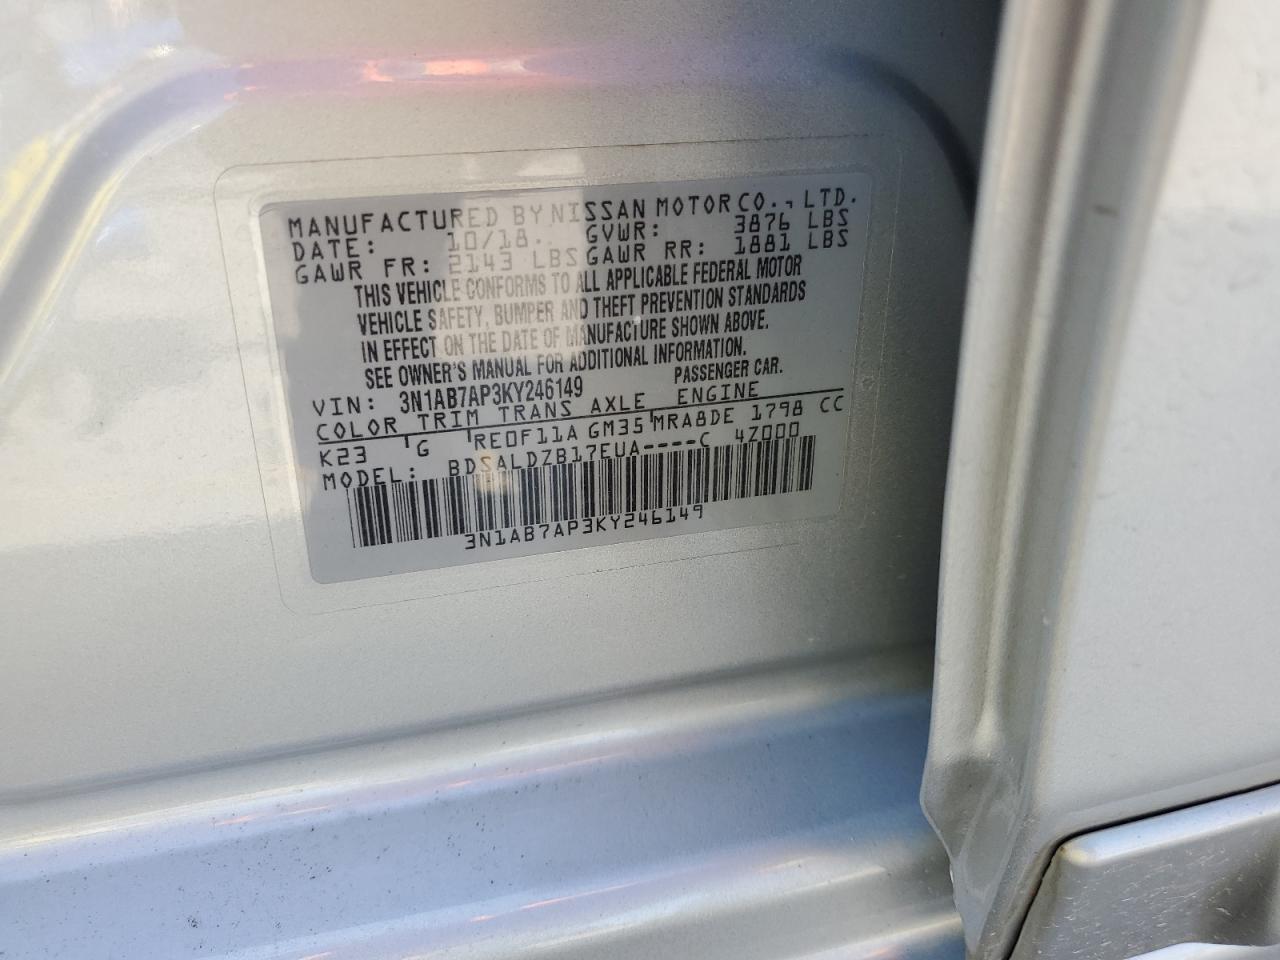 MANUFACTURED BY NISSAN MOTOR CO., LTD.
DATE: 10/18.. GVWR: 3876 LBS
GAWR FR: 2143 LBS GAWR RR: 1881 LBS
THIS VEHICLE CONFORMS TO ALL APPLICABLE FEDERAL MOTOR
VEHICLE SAFETY, BUMPER AND THEFT PREVENTION STANDARDS
IN EFFECT ON THE DATE OF MANUFACTURE SHOWN ABOVE.
SEE OWNER'S MANUAL FOR ADDITIONAL INFORMATION.
PASSENGER CAR.
VIN: 3N1AB7AP3KY246149
COLOR TRIM TRANS AXLE ENGINE
K23 G RE0F11A GM35 MRA8DE 1798 CC
MODEL: BDSALDZB17EUA----C 4Z000
3N1AB7AP3KY246149